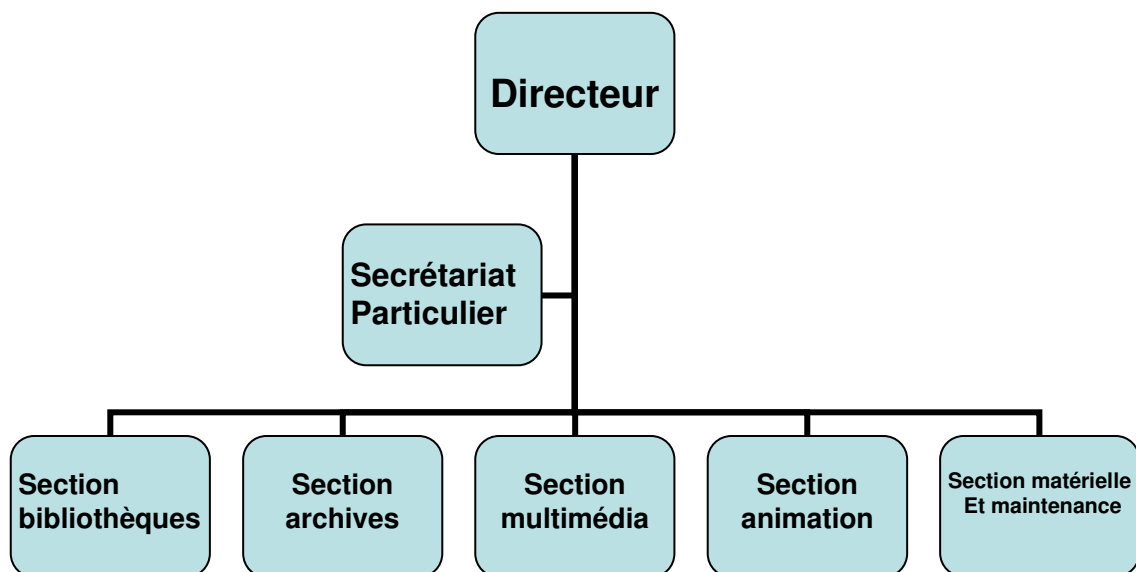 Directeur
Secrétariat
Particulier
Section
bibliothèques
Section
archives
Section
multimédia
Section
animation
Section matérielle
Et maintenance